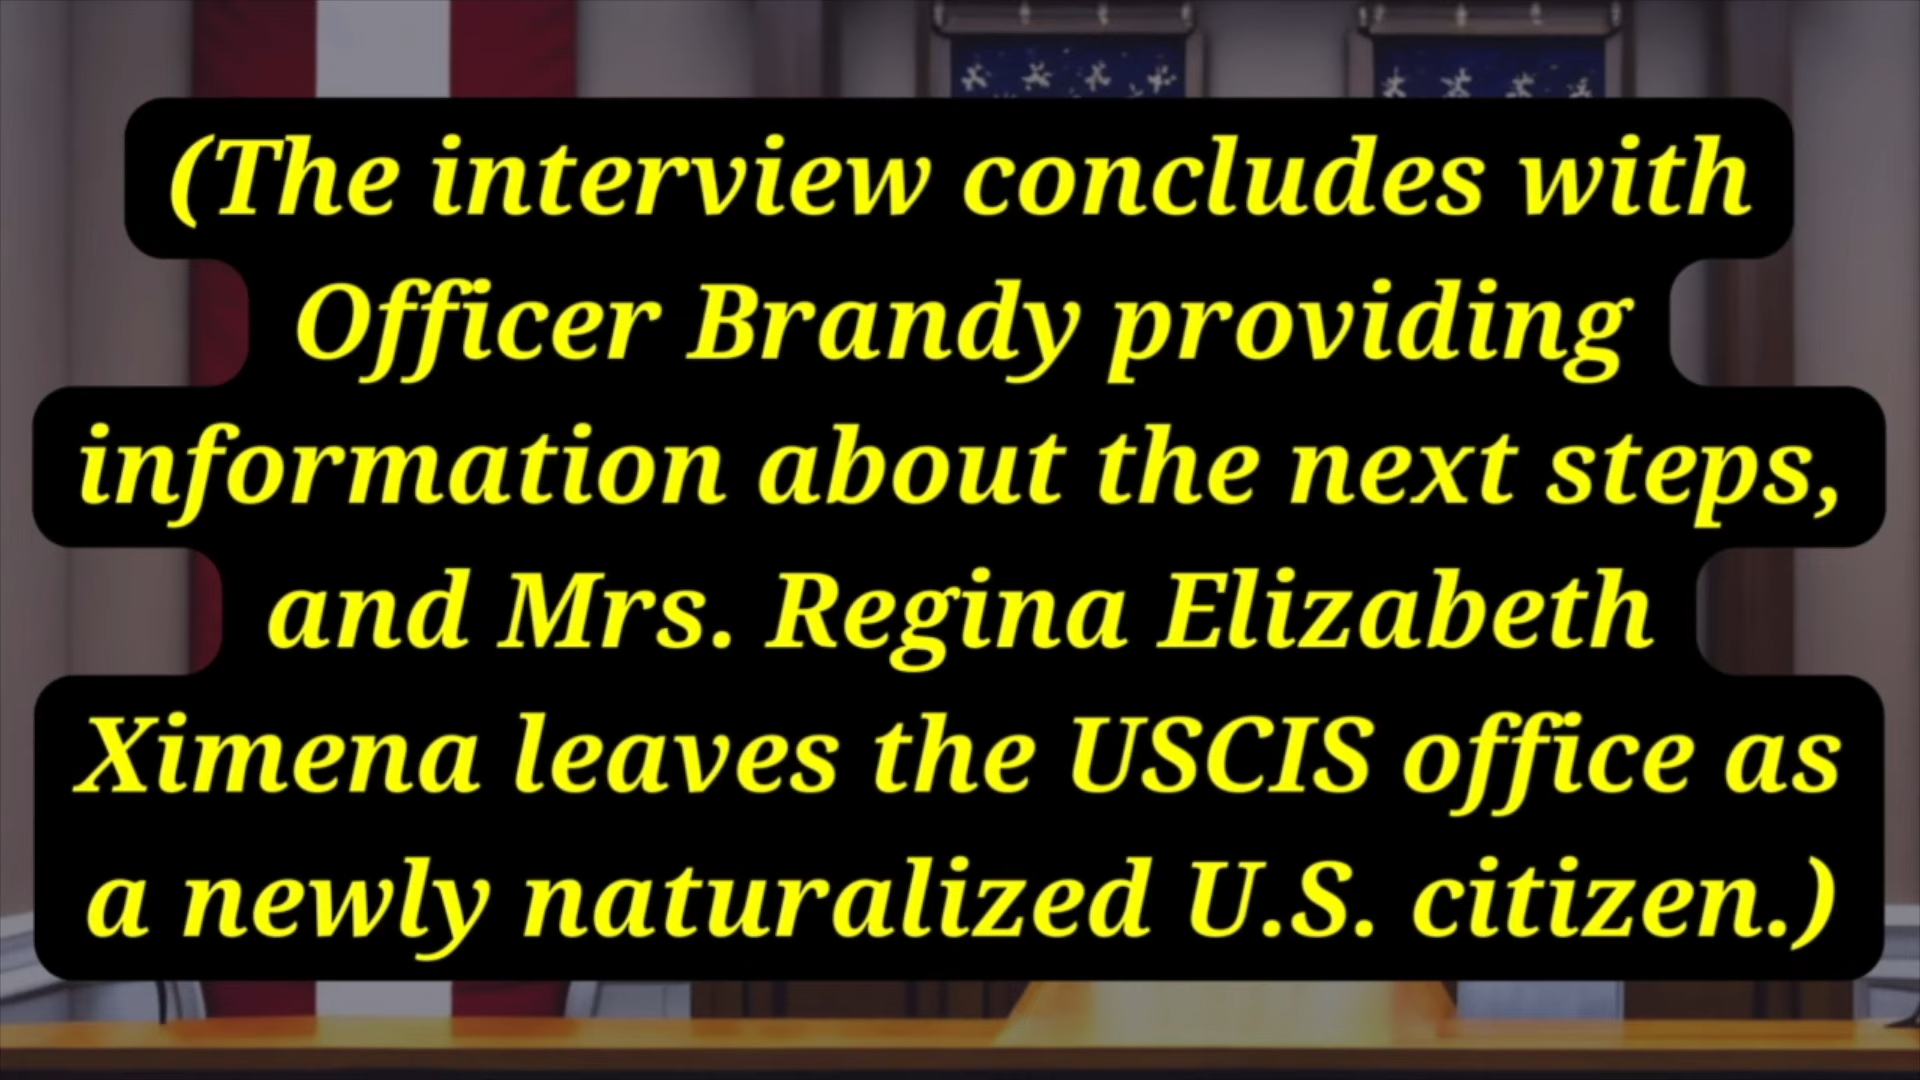 (The interview concludes with
Officer Brandy providing
information about the next steps,
and Mrs. Regina Elizabeth
Ximena leaves the USCIS office as
a newly naturalized U.S. citizen.)